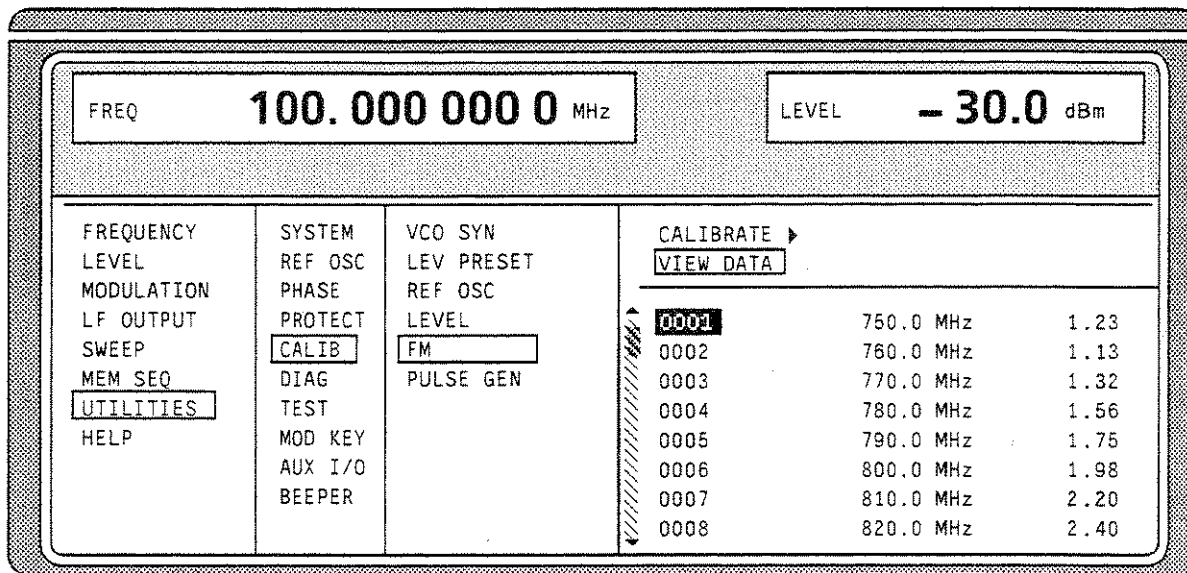 FREQ 100. 000 000 0 MHz
LEVEL - 30.0 dBm
FREQUENCY
LEVEL
MODULATION
LF OUTPUT
SWEEP
MEM SEQ
UTILITIES
HELP
SYSTEM
REF OSC
PHASE
PROTECT
CALIB
DIAG
TEST
MOD KEY
AUX I/O
BEEPER
VCO SYN
LEV PRESET
REF OSC
LEVEL
FM
PULSE GEN
CALIBRATE
VIEW DATA
0001 750.0 MHz 1.23
0002 760.0 MHz 1.13
0003 770.0 MHz 1.32
0004 780.0 MHz 1.56
0005 790.0 MHz 1.75
0006 800.0 MHz 1.98
0007 810.0 MHz 2.20
0008 820.0 MHz 2.40